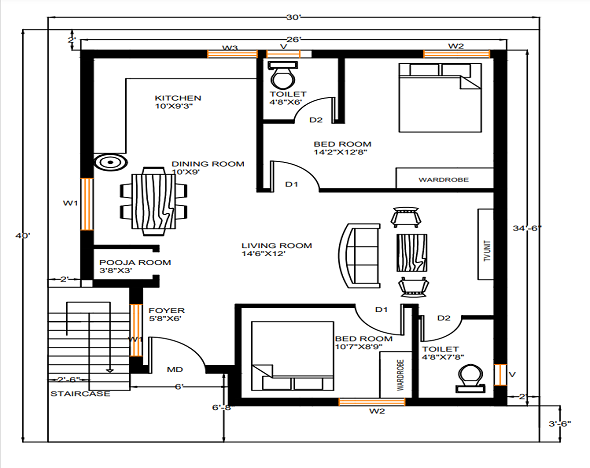 30'
2'
26'
W3
V
W2
KITCHEN
10'X9'3"
TOILET
4'8"X6'
D2
BED ROOM
14'2"X12'8"
DINING ROOM
10'X9'
D1
WARDROBE
W1
40'
34'-6"
LIVING ROOM
14'6"X12'
TV UNIT
POOJA ROOM
3'8"X3'
2'
FOYER
5'8"X6'
D1
D2
W1
BED ROOM
10'7"X8'9"
TOILET
4'8"X7'8"
MD
WARDROBE
V
2'-6"
6'
STAIRCASE
2'
6'-8
W2
3'-6"